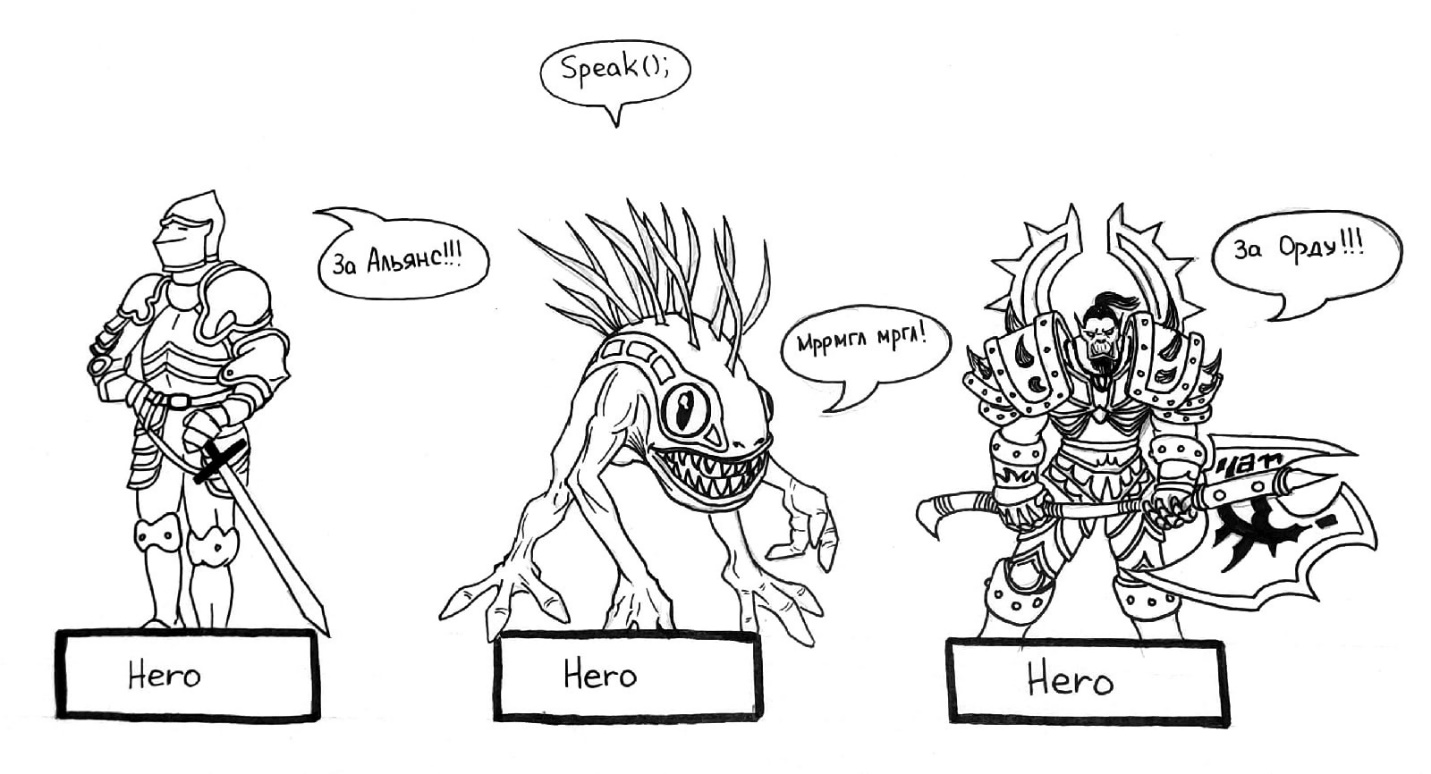 Speak();
За Альянс!!!
Мррмгл мргл!
За Орду!!!
Hero
Hero
Hero